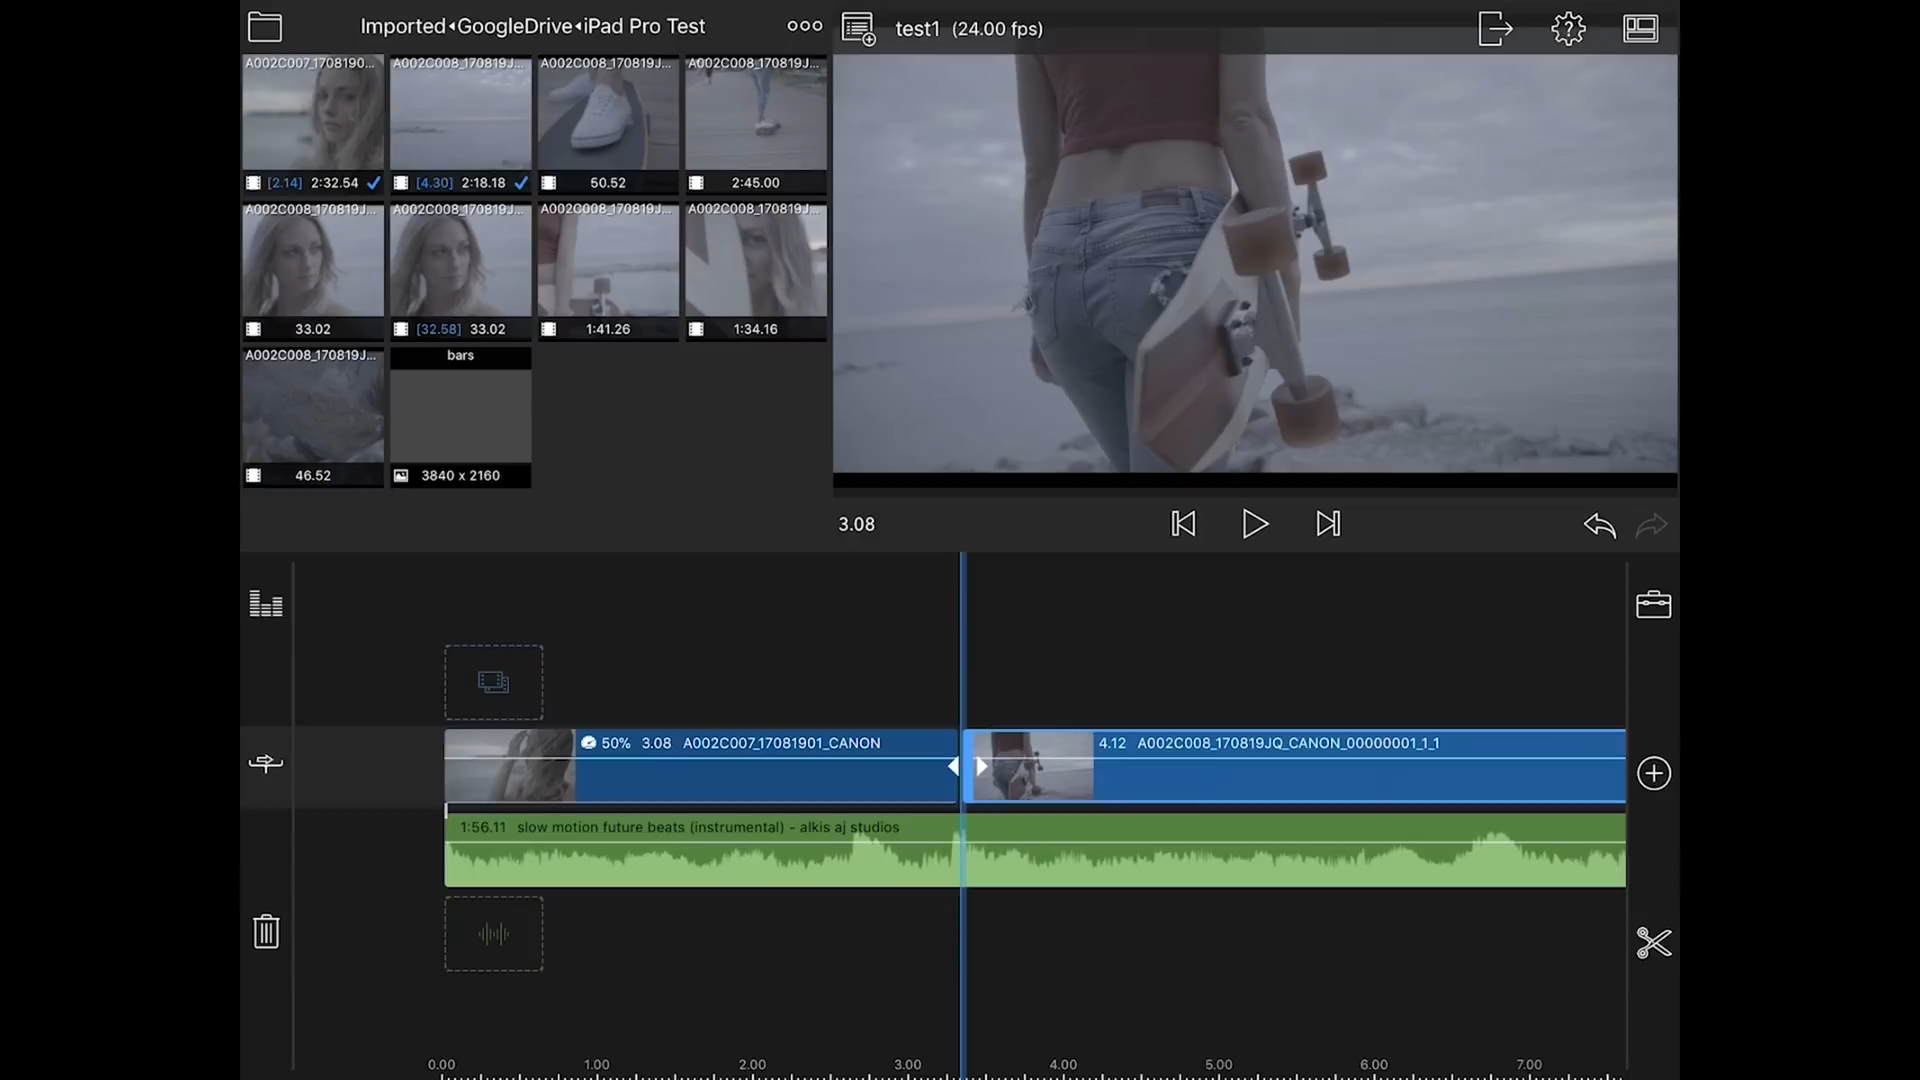 Imported◂GoogleDrive◂iPad Pro Test
test1 (24.00 fps)
A002C007_1708190...
A002C008_170819J...
A002C008_170819J...
A002C008_170819J...
[2.14] 2:32.54
[4.30] 2:18.18
50.52
2:45.00
A002C008_170819J...
A002C008_170819J...
A002C008_170819J...
A002C008_170819J...
33.02
[32.58] 33.02
1:41.26
1:34.16
A002C008_170819J...
bars
46.52
3840 x 2160
3.08
50% 3.08 A002C007_17081901_CANON
4.12 A002C008_170819JQ_CANON_00000001_1_1
1:56.11 slow motion future beats (instrumental) - alkis aj studios
0.00 1.00 2.00 3.00 4.00 5.00 6.00 7.00